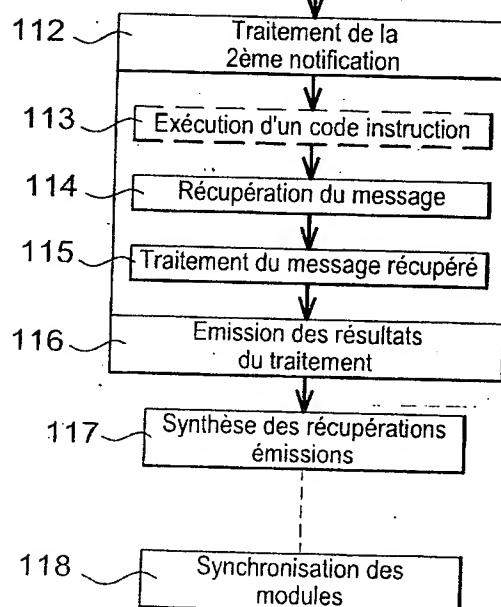 112
Traitement de la
2ème notification
113
Exécution d'un code instruction
114
Récupération du message
115
Traitement du message récupéré
116
Emission des résultats
du traitement
117
Synthèse des récupérations
émissions
118
Synchronisation des
modules